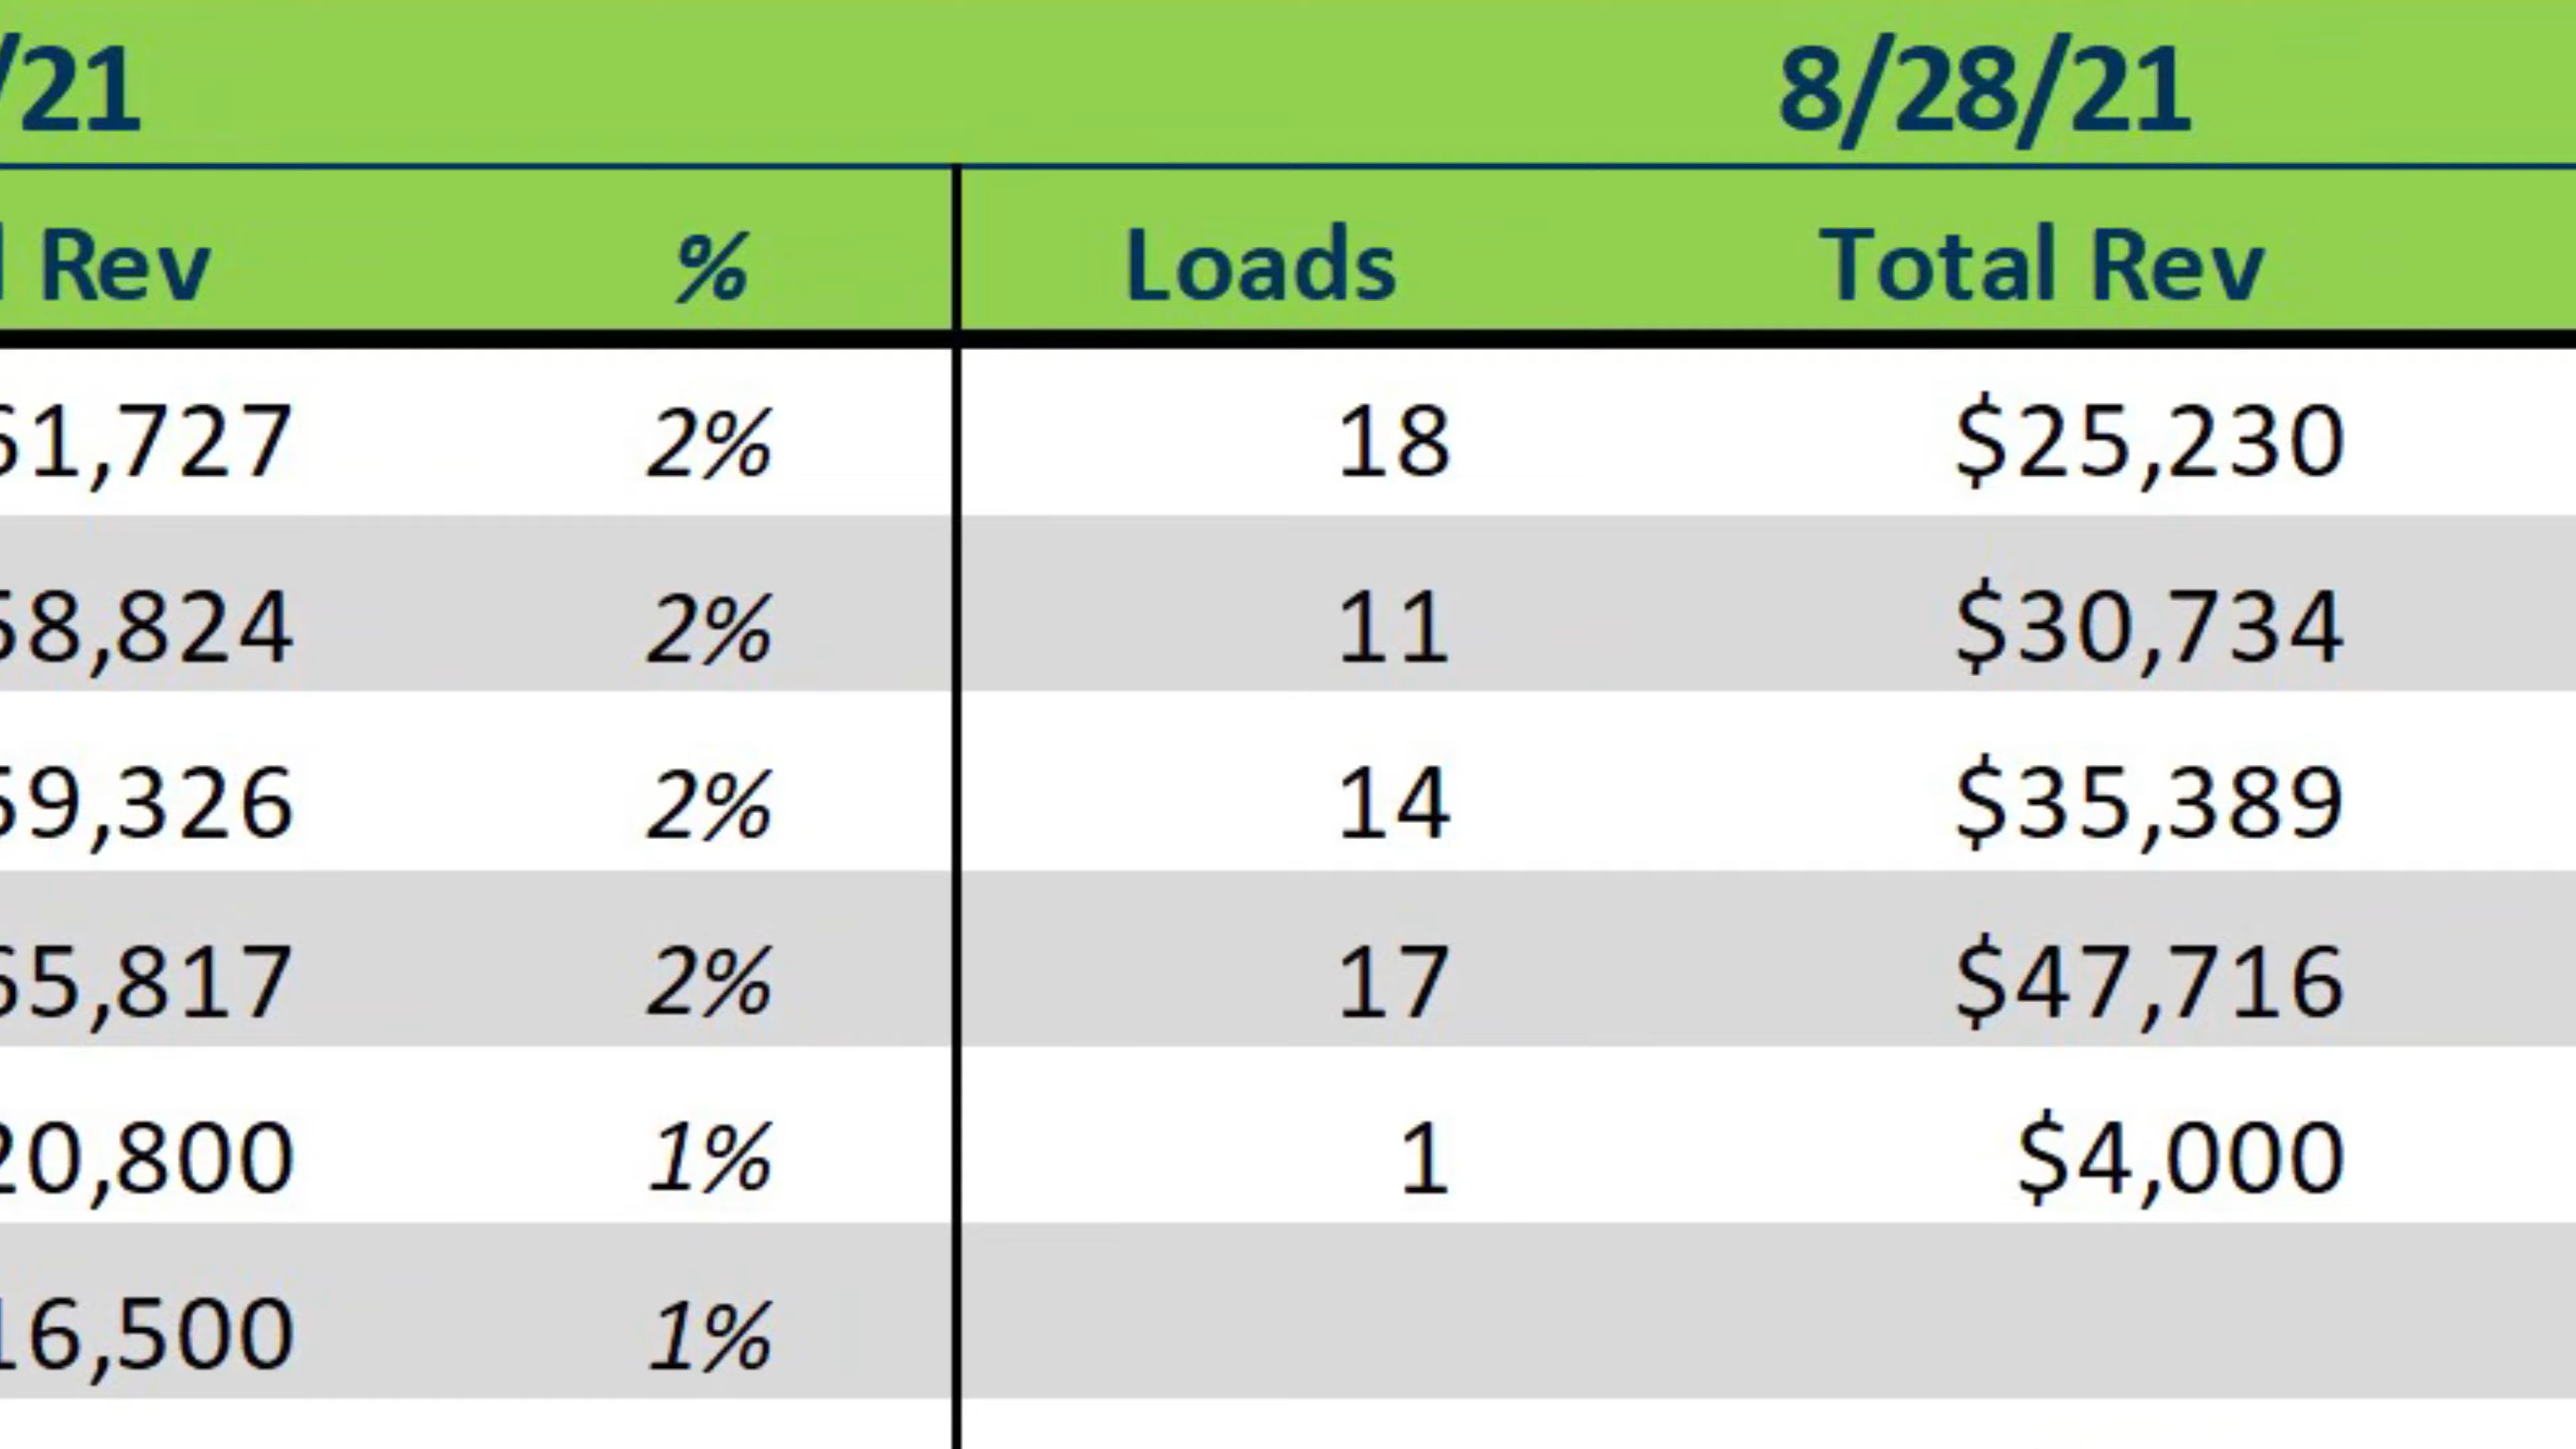 /21 8/28/21
Rev % Loads Total Rev
1,727 2% 18 $25,230
8,824 2% 11 $30,734
9,326 2% 14 $35,389
5,817 2% 17 $47,716
20,800 1% 1 $4,000
16,500 1%